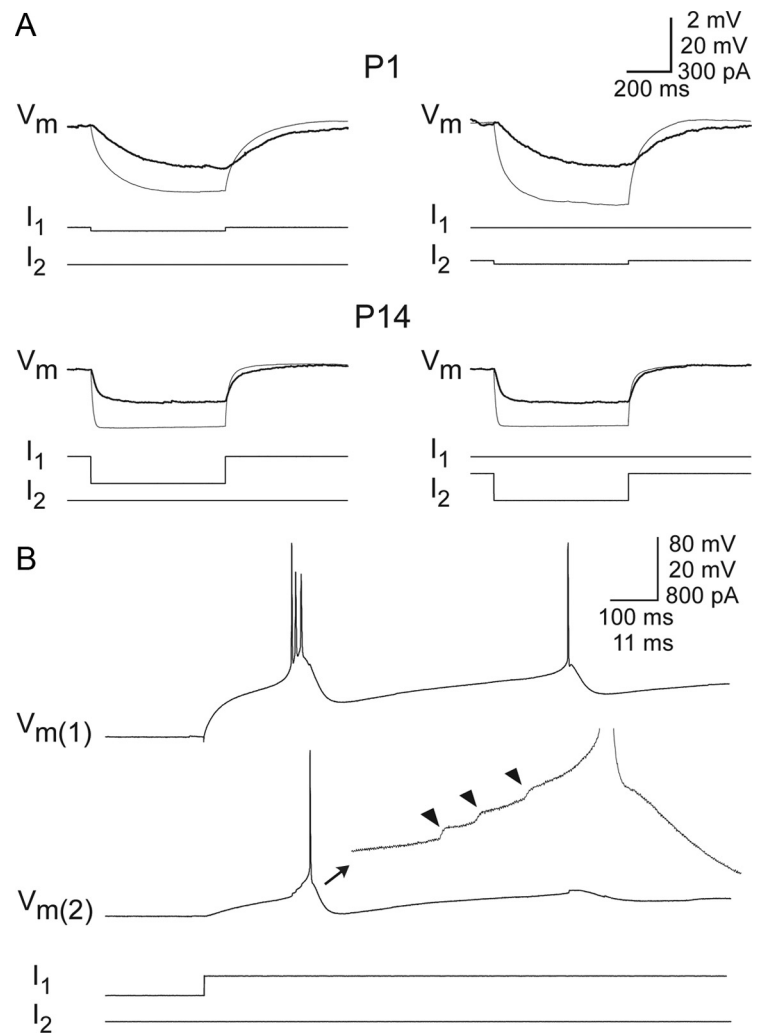 A
2 mV
20 mV
300 pA
200 ms
P1
Vm
Vm
I1
I1
I2
I2
P14
Vm
Vm
I1
I1
I2
I2
B
80 mV
20 mV
800 pA
100 ms
11 ms
Vm(1)
Vm(2)
I1
I2